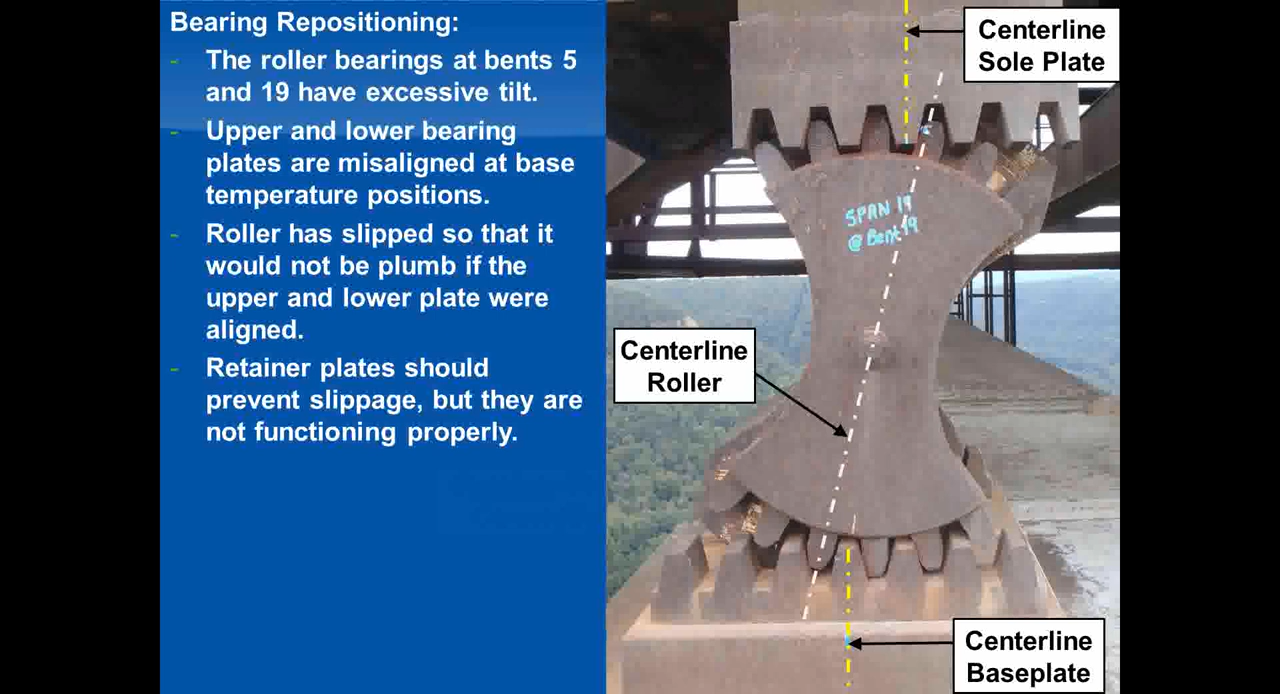 Bearing Repositioning:
- The roller bearings at bents 5
and 19 have excessive tilt.
- Upper and lower bearing
plates are misaligned at base
temperature positions.
- Roller has slipped so that it
would not be plumb if the
upper and lower plate were
aligned.
- Retainer plates should
prevent slippage, but they are
not functioning properly.
Centerline
Sole Plate
SPAN 19
@ Bent 19
Centerline
Roller
Centerline
Baseplate